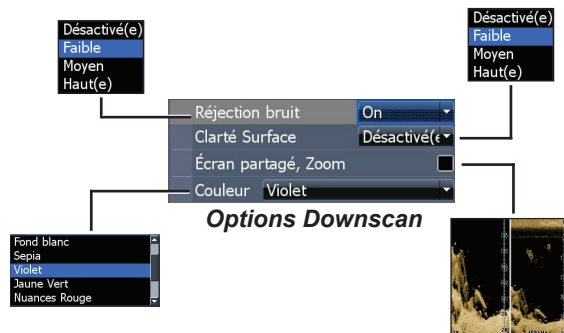 Désactivé(e)
Faible
Moyen
Haut(e)
Désactivé(e)
Faible
Moyen
Haut(e)
Réjection bruit On
Clarté Surface Désactivé(e
Écran partagé, Zoom
Couleur Violet
Options Downscan
Fond blanc
Sepia
Violet
Jaune Vert
Nuances Rouge